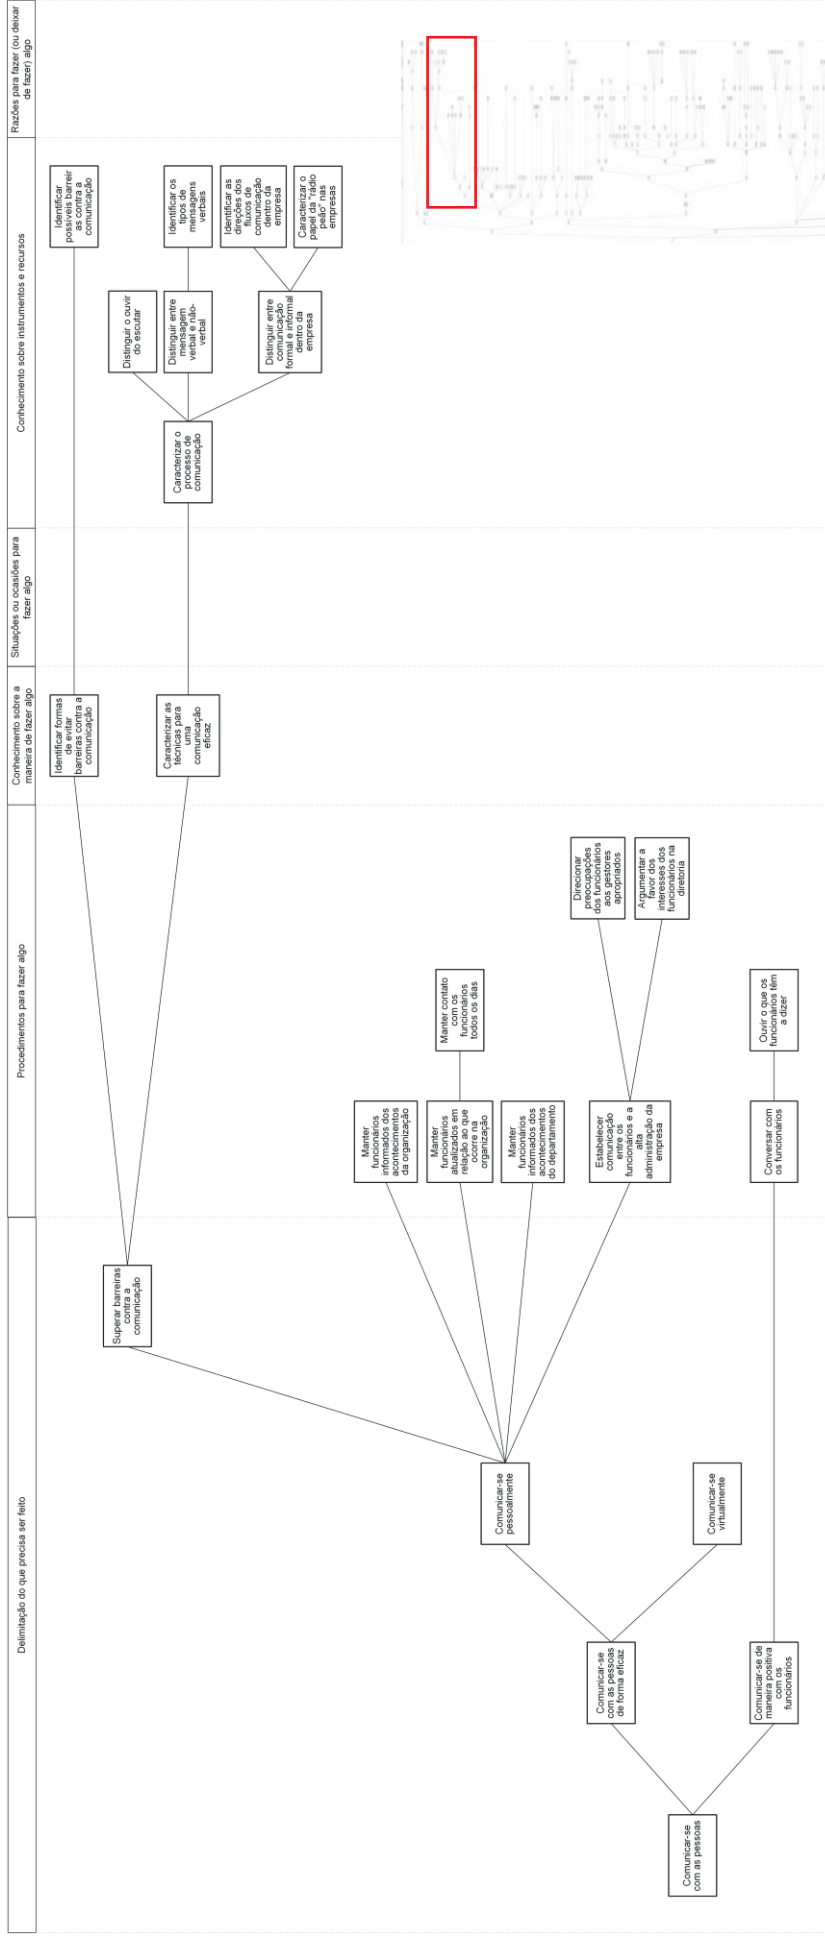 Delimitação do que precisa ser feito
Procedimentos para fazer algo
Conhecimento sobre a
maneira de fazer algo
Situações ou ocasiões para
fazer algo
Conhecimento sobre instrumentos e recursos
Razões para fazer (ou deixar
de fazer) algo
Identificar formas
de evitar
barreiras contra a
comunicação
Identificar
possíveis barreir
as contra a
comunicação
Superar barreiras
contra a
comunicação
Distinguir o ouvir
do escutar
Caracterizar as
técnicas para
uma
comunicação
eficaz
Caracterizar o
processo de
comunicação
Distinguir entre
mensagem
verbal e não-
verbal
Identificar os
tipos de
mensagens
verbais
Identificar as
direções dos
fluxos de
comunicação
dentro da
empresa
Distinguir entre
comunicação
formal e informal
dentro da
empresa
Caracterizar o
papel da "rádio
peão" nas
empresas
Manter
funcionários
informados dos
acontecimentos
da organização
Manter
funcionários
atualizados em
relação ao que
ocorre na
organização
Manter contato
com os
funcionários
todos os dias
Comunicar-se
pessoalmente
Manter
funcionários
informados dos
acontecimentos
do departamento
Direcionar
preocupações
dos funcionários
aos gestores
apropriados
Comunicar-se
com as pessoas
de forma eficaz
Estabelecer
comunicação
entre os
funcionários e a
alta
administração da
empresa
Argumentar a
favor dos
interesses dos
funcionários na
diretoria
Comunicar-se
com as pessoas
Comunicar-se
virtualmente
Comunicar-se de
maneira positiva
com os
funcionários
Conversar com
os funcionários
Ouvir o que os
funcionários têm
a dizer